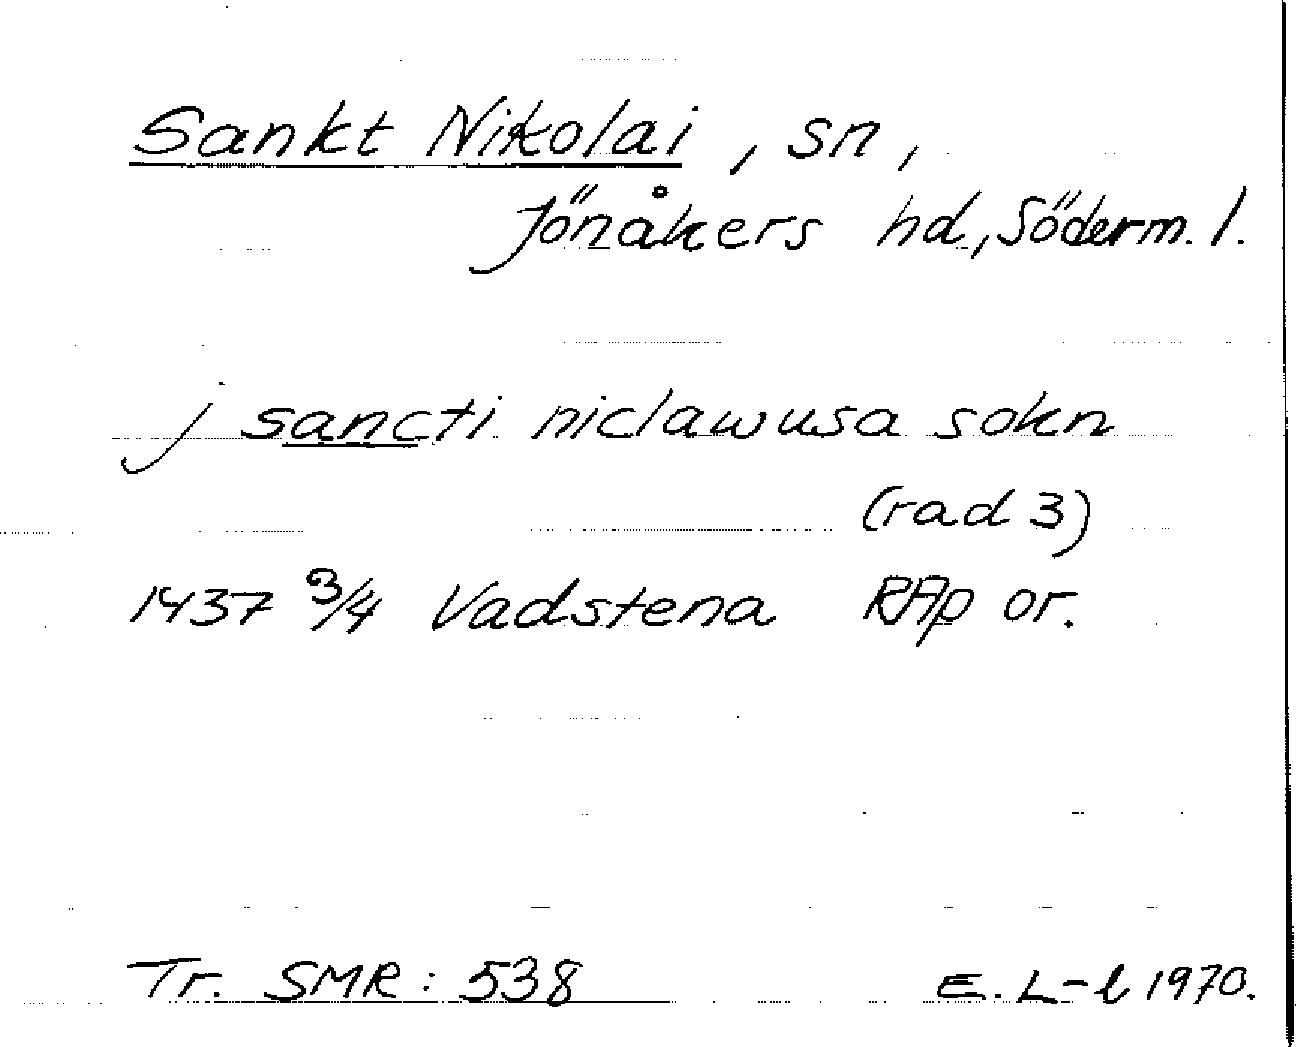 Sankt Nikolai, sn,
Jönåkers hd., Söderm. l.
j sancti niclawusa sokn
(rad 3)
1437 3/4 Vadstena RAp or.
Tr. SMR: 538 E. L-l 1970.